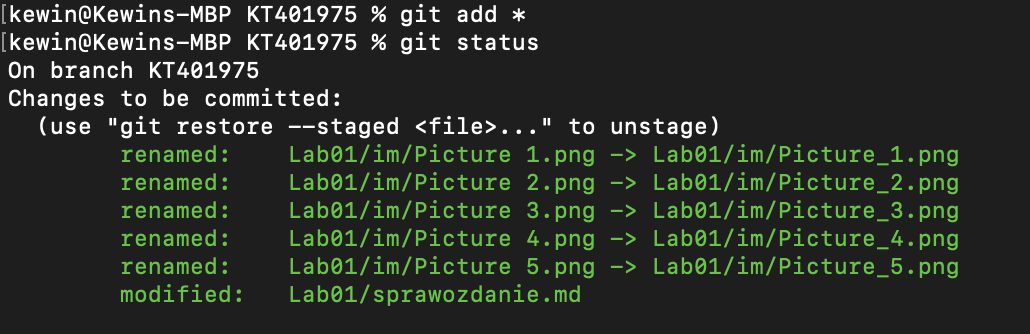 [kewin@Kewins-MBP KT401975 % git add *
[kewin@Kewins-MBP KT401975 % git status
On branch KT401975
Changes to be committed:
  (use "git restore --staged <file>..." to unstage)
        renamed:    Lab01/im/Picture 1.png -> Lab01/im/Picture_1.png
        renamed:    Lab01/im/Picture 2.png -> Lab01/im/Picture_2.png
        renamed:    Lab01/im/Picture 3.png -> Lab01/im/Picture_3.png
        renamed:    Lab01/im/Picture 4.png -> Lab01/im/Picture_4.png
        renamed:    Lab01/im/Picture 5.png -> Lab01/im/Picture_5.png
        modified:   Lab01/sprawozdanie.md